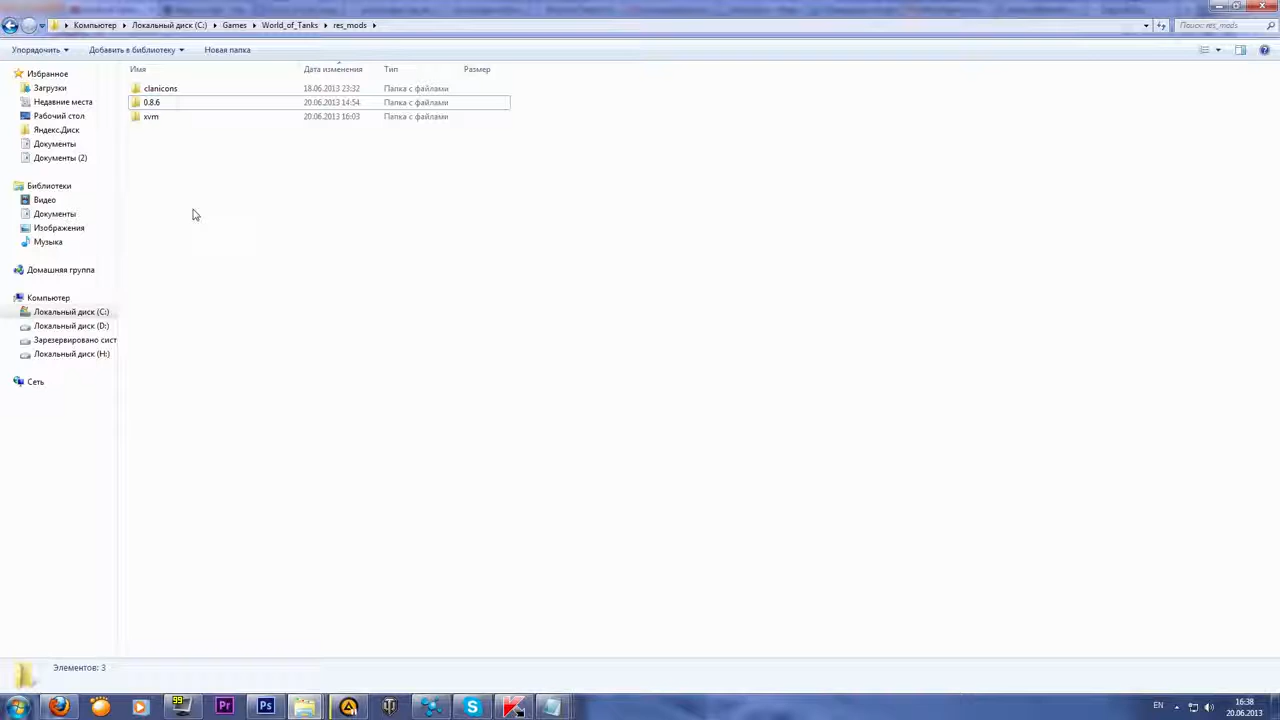 Компьютер ▸ Локальный диск (C:) ▸ Games ▸ World_of_Tanks ▸ res_mods ▸
Поиск: res_mods
Упорядочить Добавить в библиотеку Новая папка
Имя Дата изменения Тип Размер
clanicons 18.06.2013 23:32 Папка с файлами
0.8.6 20.06.2013 14:54 Папка с файлами
xvm 20.06.2013 16:03 Папка с файлами
Избранное
Загрузки
Недавние места
Рабочий стол
Яндекс.Диск
Документы
Документы (2)
Библиотеки
Видео
Документы
Изображения
Музыка
Домашняя группа
Компьютер
Локальный диск (C:)
Локальный диск (D:)
Зарезервировано сист
Локальный диск (H:)
Сеть
Элементов: 3
99
Pr
Ps
EN
16:38
20.06.2013